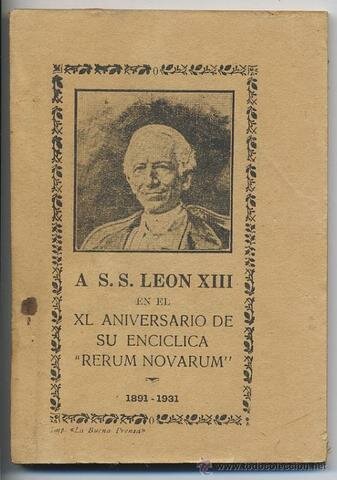 A S. S. LEON XIII
EN EL
XL ANIVERSARIO DE
SU ENCICLICA
"RERUM NOVARUM"
1891 - 1931
Imp. «La Buena Prensa»
© www.todocoleccion.net